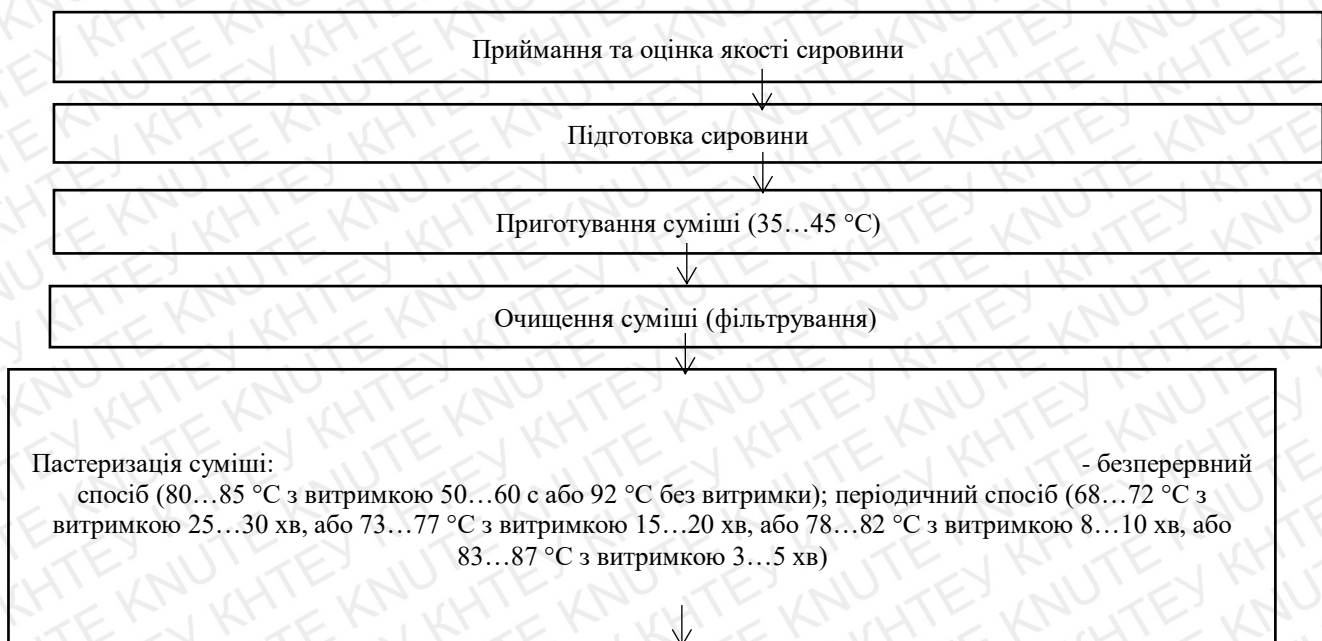 Приймання та оцінка якості сировини
Підготовка сировини
Приготування суміші (35…45 °С)
Очищення суміші (фільтрування)
Пастеризація суміші: - безперервний
спосіб (80…85 °С з витримкою 50…60 с або 92 °С без витримки); періодичний спосіб (68…72 °С з
витримкою 25…30 хв, або 73…77 °С з витримкою 15…20 хв, або 78…82 °С з витримкою 8…10 хв, або
83…87 °С з витримкою 3…5 хв)